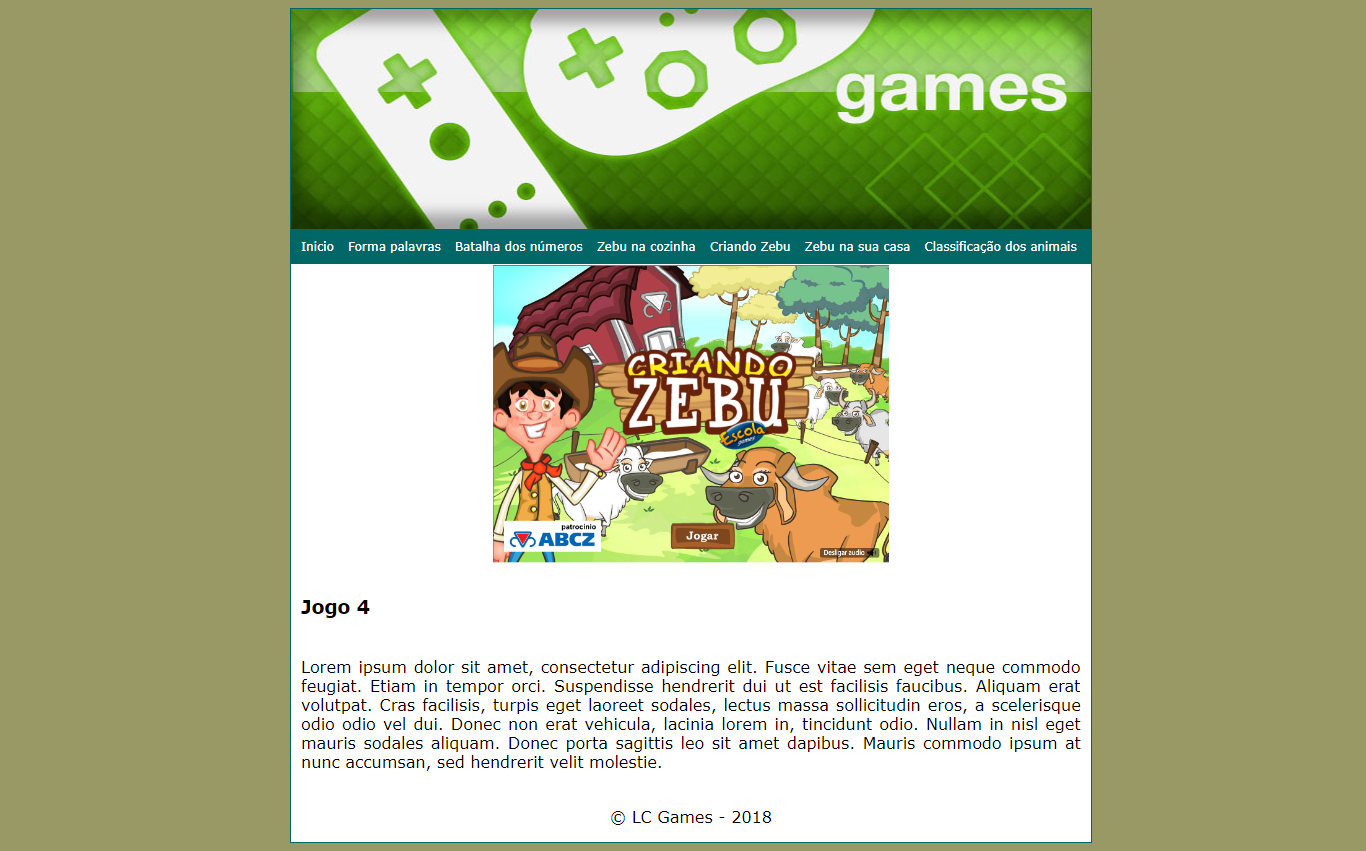 games
Inicio Forma palavras Batalha dos números Zebu na cozinha Criando Zebu Zebu na sua casa Classificação dos animais
CRIANDO
ZEBU
Escola
games
patrocínio
ABCZ
Jogar
Desligar audio
Jogo 4
Lorem ipsum dolor sit amet, consectetur adipiscing elit. Fusce vitae sem eget neque commodo
feugiat. Etiam in tempor orci. Suspendisse hendrerit dui ut est facilisis faucibus. Aliquam erat
volutpat. Cras facilisis, turpis eget laoreet sodales, lectus massa sollicitudin eros, a scelerisque
odio odio vel dui. Donec non erat vehicula, lacinia lorem in, tincidunt odio. Nullam in nisl eget
mauris sodales aliquam. Donec porta sagittis leo sit amet dapibus. Mauris commodo ipsum at
nunc accumsan, sed hendrerit velit molestie.
© LC Games - 2018